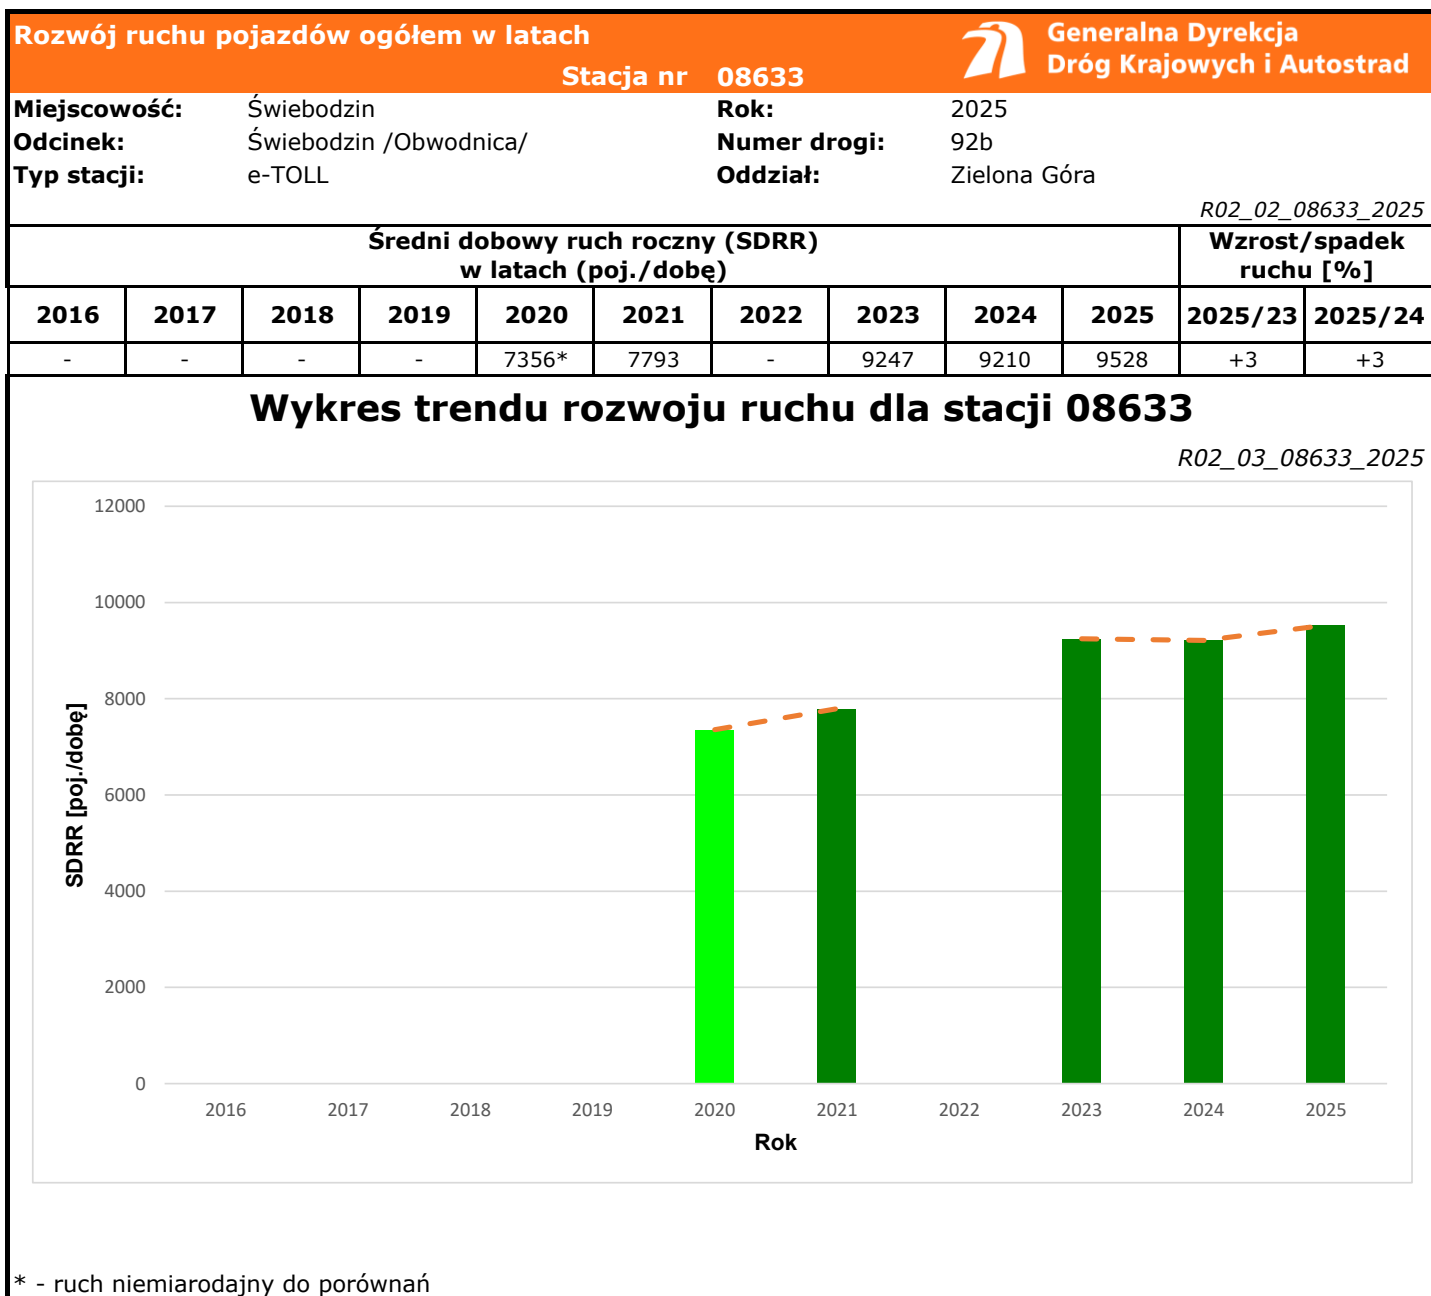 Rozwój ruchu pojazdów ogółem w latach
Generalna Dyrekcja
Dróg Krajowych i Autostrad
Stacja nr 08633
Miejscowość: Świebodzin Rok: 2025
Odcinek: Świebodzin /Obwodnica/ Numer drogi: 92b
Typ stacji: e-TOLL Oddział: Zielona Góra
R02_02_08633_2025
Średni dobowy ruch roczny (SDRR)
w latach (poj./dobę)
Wzrost/spadek
ruchu [%]
2016 2017 2018 2019 2020 2021 2022 2023 2024 2025 2025/23 2025/24
- - - - 7356* 7793 - 9247 9210 9528 +3 +3
Wykres trendu rozwoju ruchu dla stacji 08633
R02_03_08633_2025
SDRR [poj./dobę]
12000
10000
8000
6000
4000
2000
0
2016 2017 2018 2019 2020 2021 2022 2023 2024 2025
Rok
* - ruch niemiarodajny do porównań